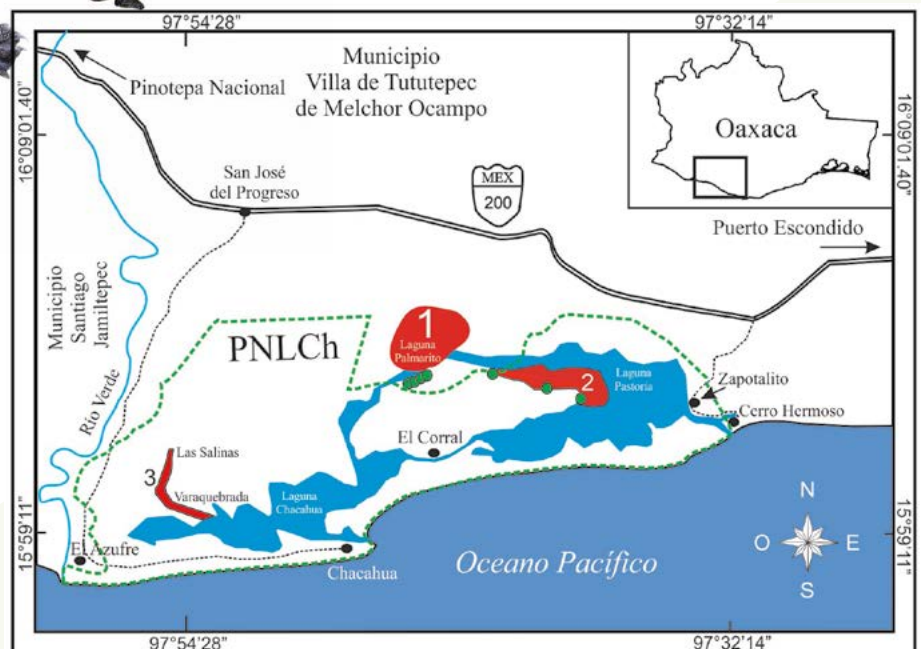 97°54'28"
97°32'14"
16°09'01.40"
16°09'01.40"
Pinotepa Nacional
Municipio
Villa de Tututepec
de Melchor Ocampo
Oaxaca
San José
del Progreso
MEX
200
Puerto Escondido
Municipio
Santiago
Jamiltepec
Río Verde
PNLCh
1
Laguna
Palmarito
2
Laguna
Pastoria
Zapotalito
Cerro Hermoso
El Corral
3
Las Salinas
Varaquebrada
Laguna
Chacahua
El Azufre
Chacahua
Oceano Pacífico
N
O
E
S
15°59'11"
15°59'11"
97°54'28"
97°32'14"